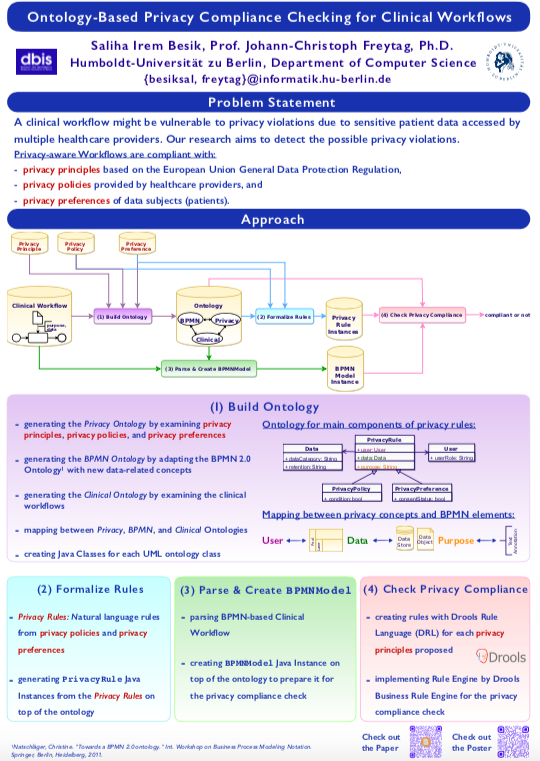 Ontology-Based Privacy Compliance Checking for Clinical Workflows
dbis
Saliha Irem Besik, Prof. Johann-Christoph Freytag, Ph.D.
Humboldt-Universität zu Berlin, Department of Computer Science
{besiksal, freytag}@informatik.hu-berlin.de
Problem Statement
A clinical workflow might be vulnerable to privacy violations due to sensitive patient data accessed by
multiple healthcare providers. Our research aims to detect the possible privacy violations.
Privacy-aware Workflows are compliant with:
- privacy principles based on the European Union General Data Protection Regulation,
- privacy policies provided by healthcare providers, and
- privacy preferences of data subjects (patients).
Approach
Privacy
Principle
Privacy
Policy
Privacy
Preference
Clinical Workflow
purpose,
data
(1) Build Ontology
Ontology
BPMN
Privacy
Clinical
(2) Formalize Rules
Privacy
Rule
Instances
(4) Check Privacy Compliance
compliant or not
(3) Parse & Create BPMNModel
BPMN
Model
Instance
(1) Build Ontology
- generating the Privacy Ontology by examining privacy
principles, privacy policies, and privacy preferences
- generating the BPMN Ontology by adapting the BPMN 2.0
Ontology¹ with new data-related concepts
- generating the Clinical Ontology by examining the clinical
workflows
- mapping between Privacy, BPMN, and Clinical Ontologies
- creating Java Classes for each UML ontology class
Ontology for main components of privacy rules:
Data
+ dataCategory: String
+ retention: String
PrivacyRule
+ user: User
+ data: Data
+ purpose: String
User
+ userRole: String
PrivacyPolicy
+ condition: bool
PrivacyPreference
+ consentStatus: bool
Mapping between privacy concepts and BPMN elements:
User
Pool
Lane
Data
Data
Store
Data
Object
Purpose
Text
Annotation
(2) Formalize Rules
- Privacy Rules: Natural language rules
from privacy policies and privacy
preferences
- generating PrivacyRule Java
Instances from the Privacy Rules on
top of the ontology
(3) Parse & Create BPMNModel
- parsing BPMN-based Clinical
Workflow
- creating BPMNModel Java Instance on
top of the ontology to prepare it for
the privacy compliance check
(4) Check Privacy Compliance
- creating rules with Drools Rule
Language (DRL) for each privacy
principles proposed
Drools
- implementing Rule Engine by Drools
Business Rule Engine for the privacy
compliance check
¹Natschläger, Christine. "Towards a BPMN 2.0 ontology." Int. Workshop on Business Process Modeling Notation.
Springer, Berlin, Heidelberg, 2011.
Check out
the Paper
Check out
the Poster